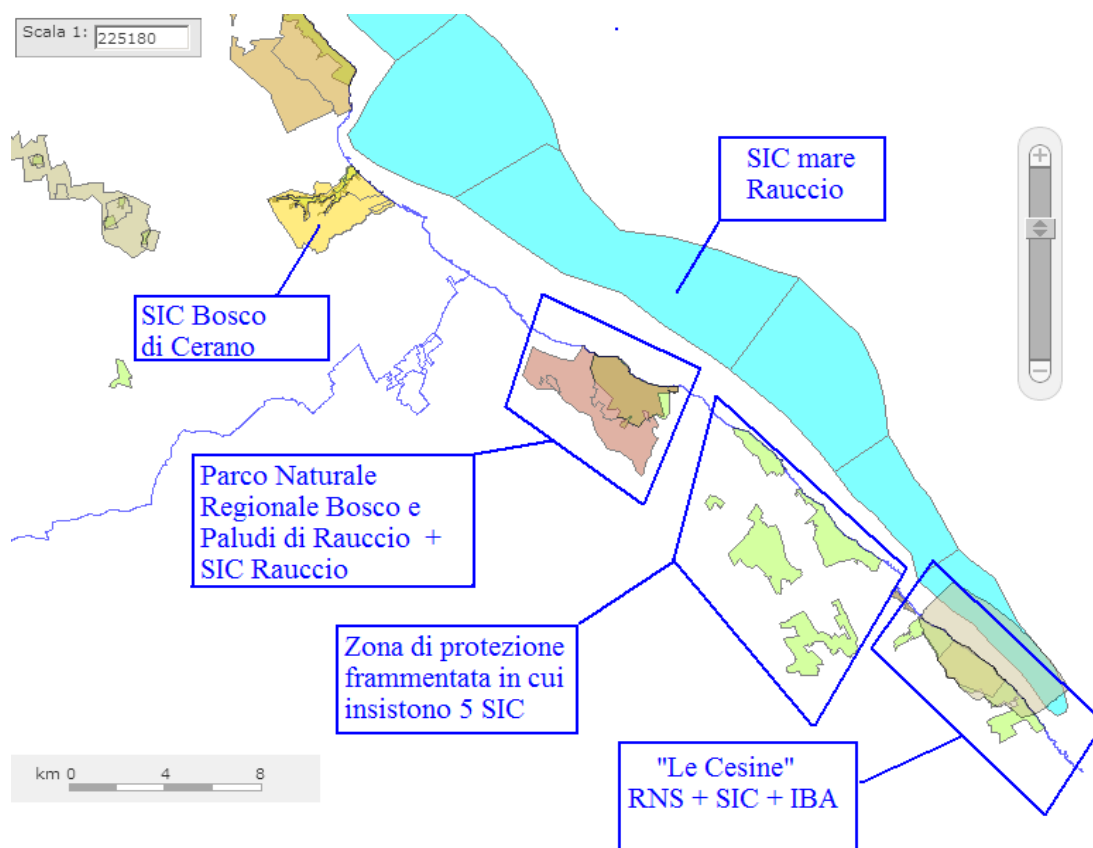 Scala 1: 225180
SIC mare
Rauccio
SIC Bosco
di Cerano
Parco Naturale
Regionale Bosco e
Paludi di Rauccio +
SIC Rauccio
Zona di protezione
frammentata in cui
insistono 5 SIC
"Le Cesine"
RNS + SIC + IBA
km 0 4 8